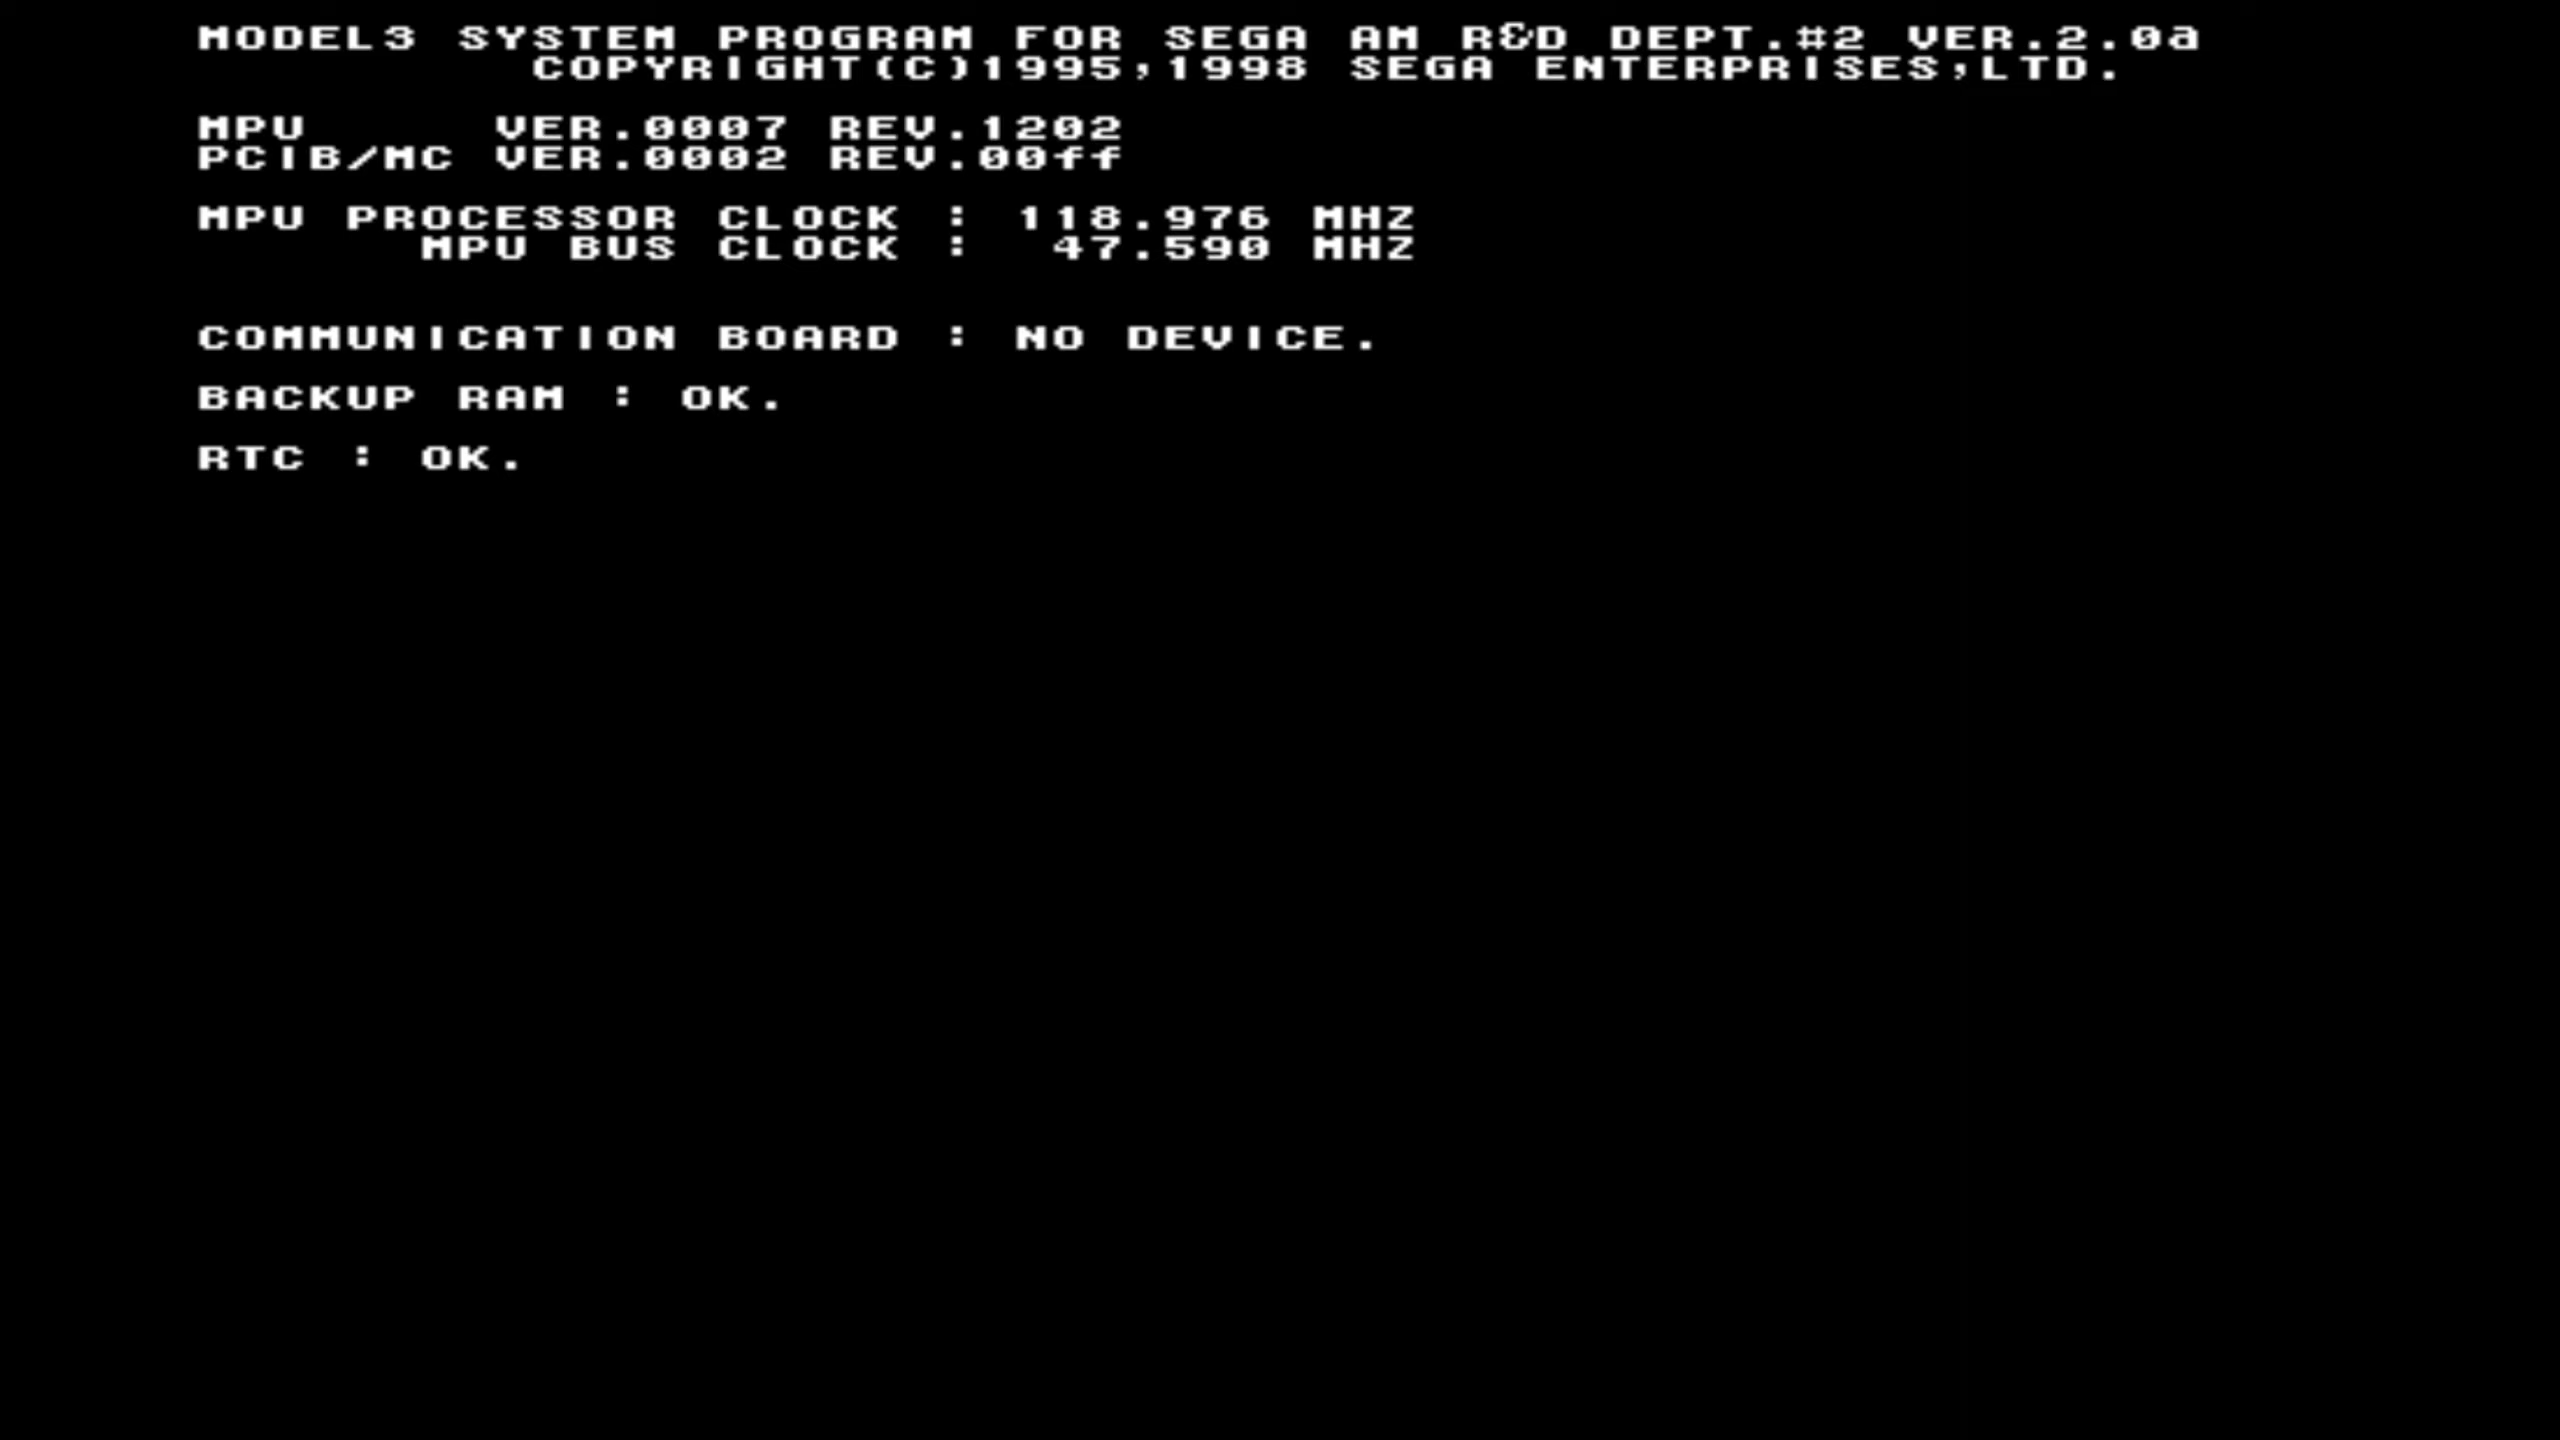 MODEL3 SYSTEM PROGRAM FOR SEGA AM R&D DEPT.#2 VER.2.0a
COPYRIGHT(C)1995,1998 SEGA ENTERPRISES,LTD.
MPU VER.0007 REV.1202
PCIB/MC VER.0002 REV.00ff
MPU PROCESSOR CLOCK : 118.976 MHZ
MPU BUS CLOCK : 47.590 MHZ
COMMUNICATION BOARD : NO DEVICE.
BACKUP RAM : OK.
RTC : OK.